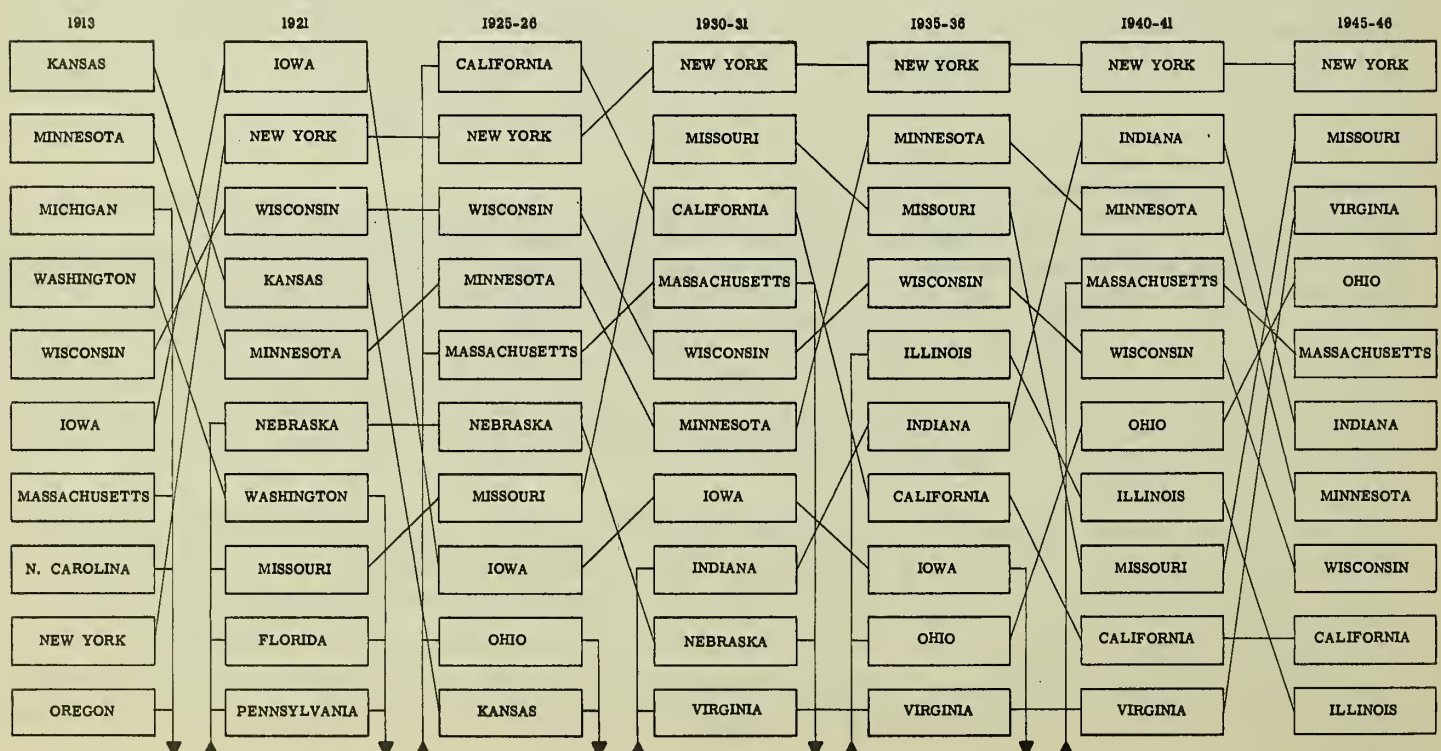 1913 1921 1925-26 1930-31 1935-36 1940-41 1945-46
KANSAS IOWA CALIFORNIA NEW YORK NEW YORK NEW YORK NEW YORK
MINNESOTA NEW YORK NEW YORK MISSOURI MINNESOTA INDIANA MISSOURI
MICHIGAN WISCONSIN WISCONSIN CALIFORNIA MISSOURI MINNESOTA VIRGINIA
WASHINGTON KANSAS MINNESOTA MASSACHUSETTS WISCONSIN MASSACHUSETTS OHIO
WISCONSIN MINNESOTA MASSACHUSETTS WISCONSIN ILLINOIS WISCONSIN MASSACHUSETTS
IOWA NEBRASKA NEBRASKA MINNESOTA INDIANA OHIO INDIANA
MASSACHUSETTS WASHINGTON MISSOURI IOWA CALIFORNIA ILLINOIS MINNESOTA
N. CAROLINA MISSOURI IOWA INDIANA IOWA MISSOURI WISCONSIN
NEW YORK FLORIDA OHIO NEBRASKA OHIO CALIFORNIA CALIFORNIA
OREGON PENNSYLVANIA KANSAS VIRGINIA VIRGINIA VIRGINIA ILLINOIS